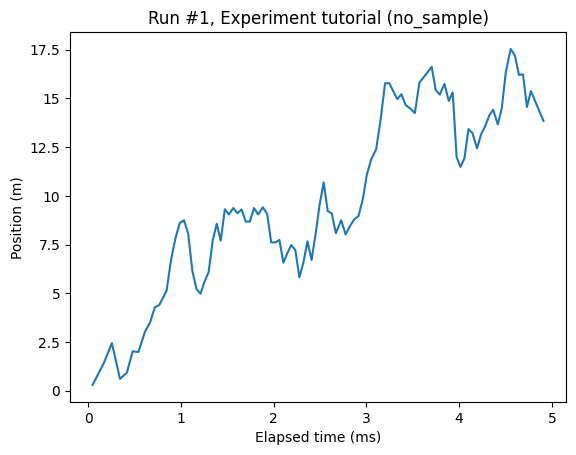 Run #1, Experiment tutorial (no_sample)
Position (m)
17.5
15
12.5
10
7.5
5
2.5
0
0 1 2 3 4 5
Elapsed time (ms)